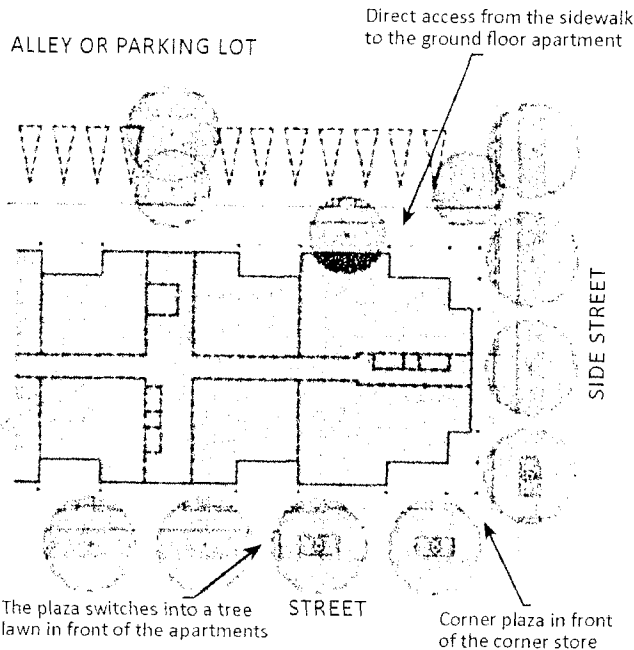 Direct access from the sidewalk
to the ground floor apartment
ALLEY OR PARKING LOT
SIDE STREET
The plaza switches into a tree
lawn in front of the apartments
STREET
Corner plaza in front
of the corner store